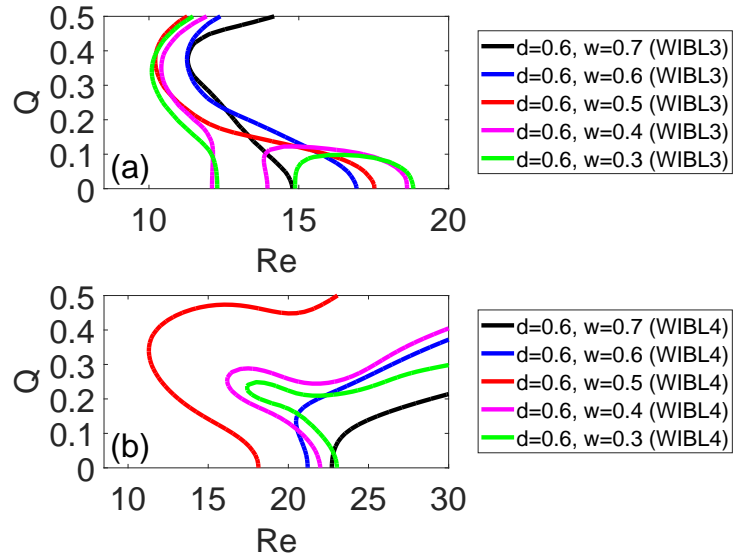 0.5
0.4
0.3
0.2
0.1
0
Q
(a)
10
15
20
Re
d=0.6, w=0.7 (WIBL3)
d=0.6, w=0.6 (WIBL3)
d=0.6, w=0.5 (WIBL3)
d=0.6, w=0.4 (WIBL3)
d=0.6, w=0.3 (WIBL3)
0.5
0.4
0.3
0.2
0.1
0
Q
(b)
10
15
20
25
30
Re
d=0.6, w=0.7 (WIBL4)
d=0.6, w=0.6 (WIBL4)
d=0.6, w=0.5 (WIBL4)
d=0.6, w=0.4 (WIBL4)
d=0.6, w=0.3 (WIBL4)